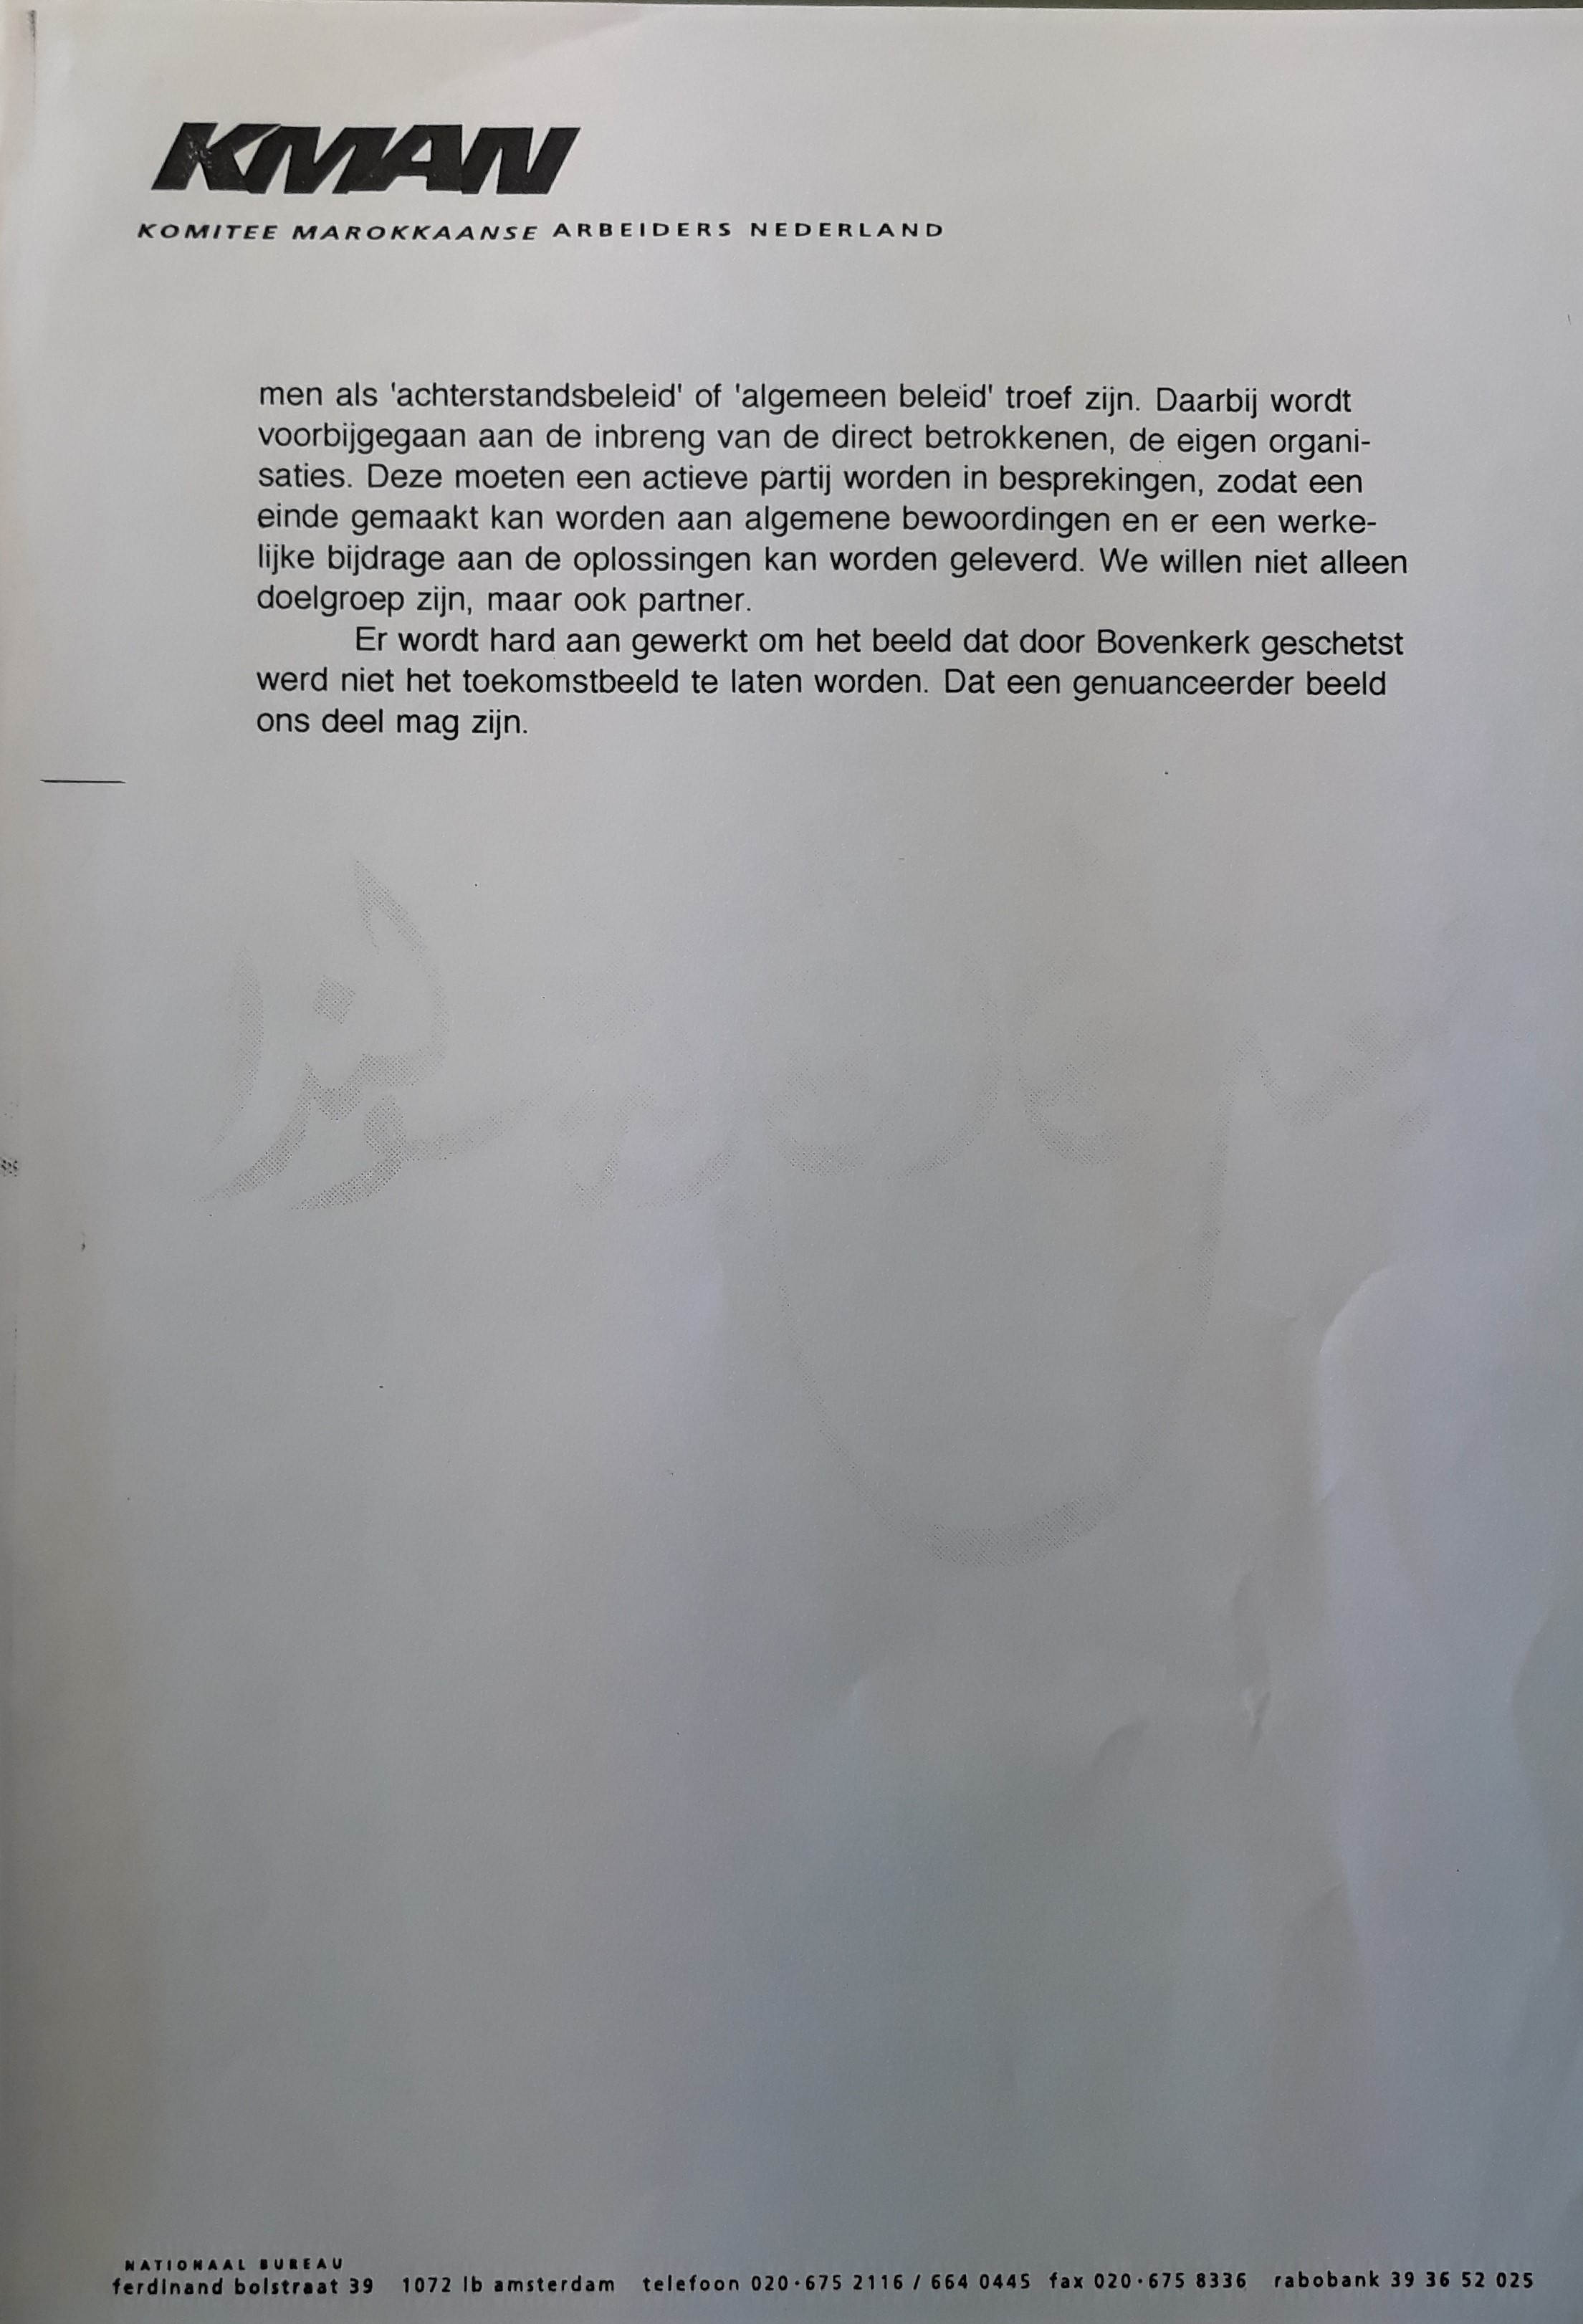 KMAN
KOMITEE MAROKKAANSE ARBEIDERS NEDERLAND
men als 'achterstandsbeleid' of 'algemeen beleid' troef zijn. Daarbij wordt
voorbijgegaan aan de inbreng van de direct betrokkenen, de eigen organi-
saties. Deze moeten een actieve partij worden in besprekingen, zodat een
einde gemaakt kan worden aan algemene bewoordingen en er een werke-
lijke bijdrage aan de oplossingen kan worden geleverd. We willen niet alleen
doelgroep zijn, maar ook partner.
Er wordt hard aan gewerkt om het beeld dat door Bovenkerk geschetst
werd niet het toekomstbeeld te laten worden. Dat een genuanceerder beeld
ons deel mag zijn.
NATIONAAL BUREAU
ferdinand bolstraat 39 1072 lb amsterdam telefoon 020·675 2116 / 664 0445 fax 020·675 8336 rabobank 39 36 52 025